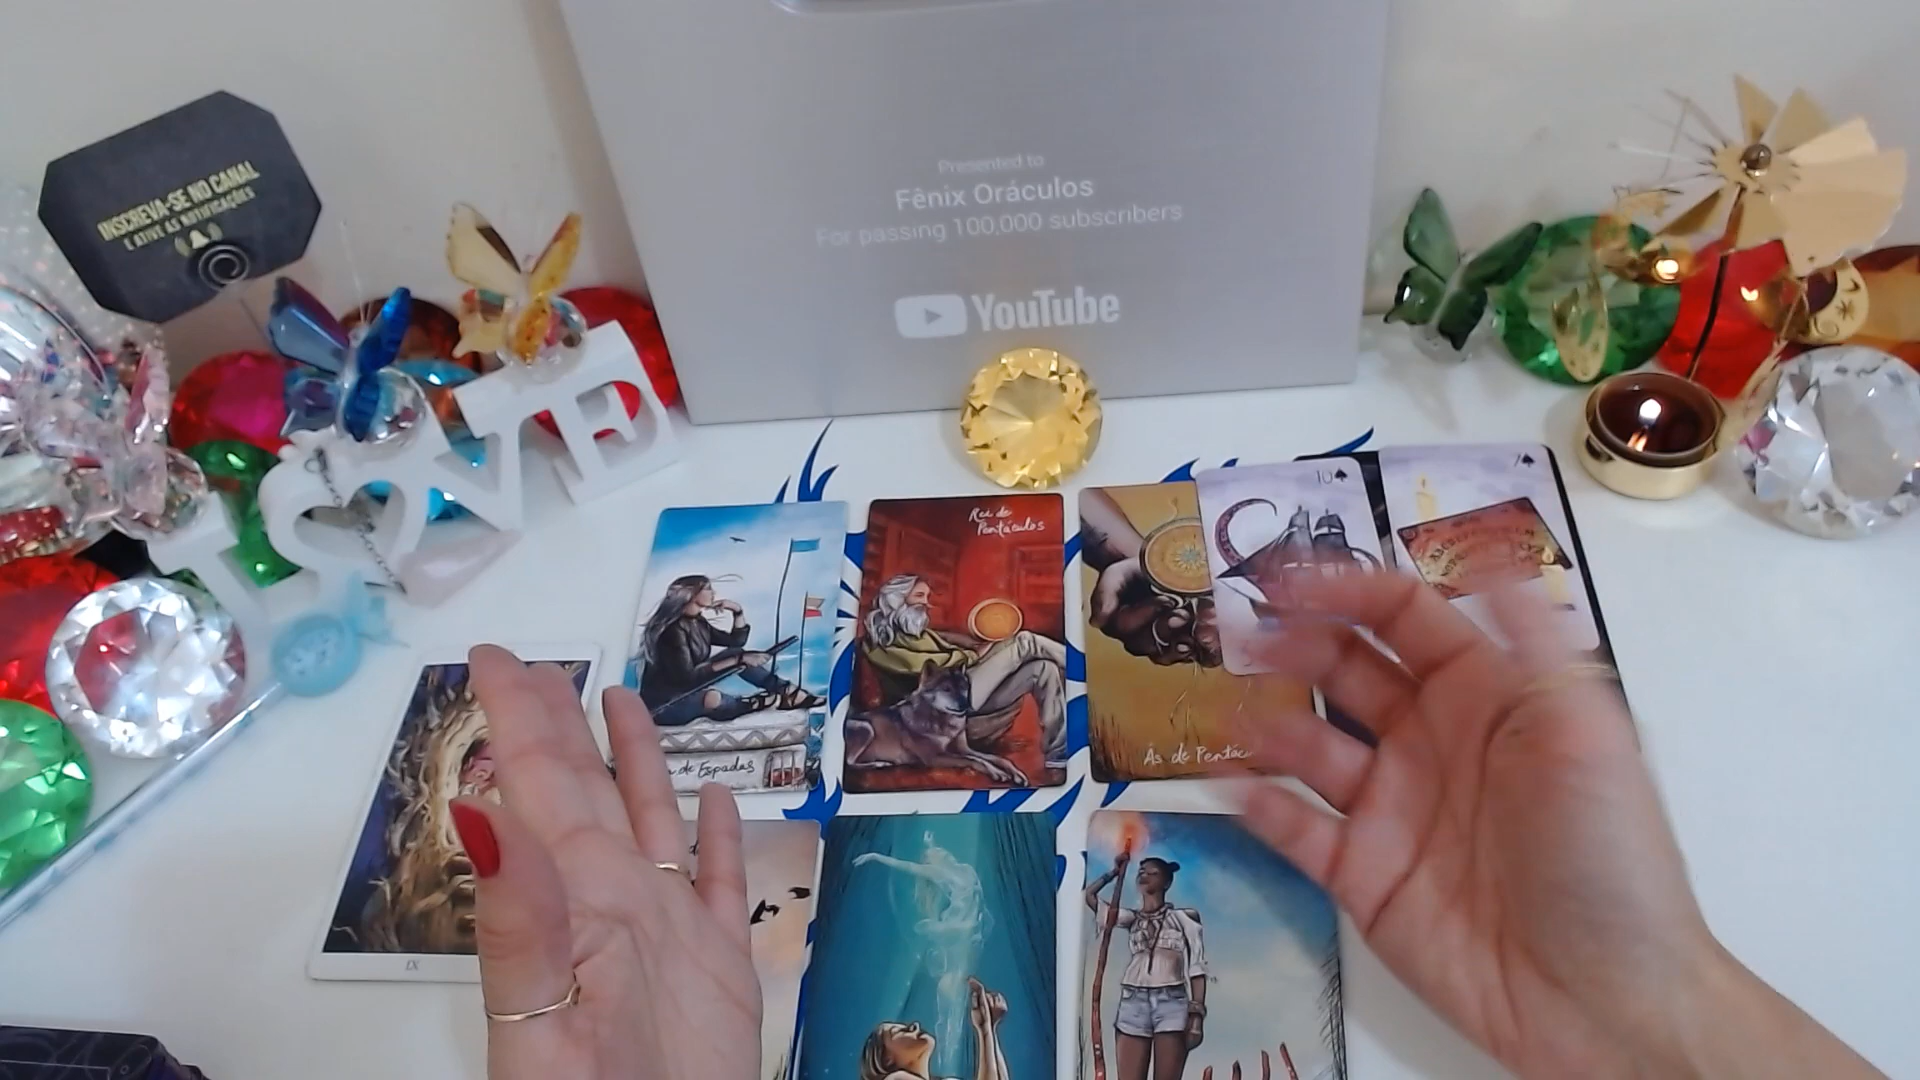 INSCREVA-SE NO CANAL
E ATIVE AS NOTIFICAÇÕES
Presented to
Fênix Oráculos
For passing 100,000 subscribers
YouTube
LOVE
10♠
7♠
Rei de
Pentáculos
de Espadas
Ás de Pentác
IX